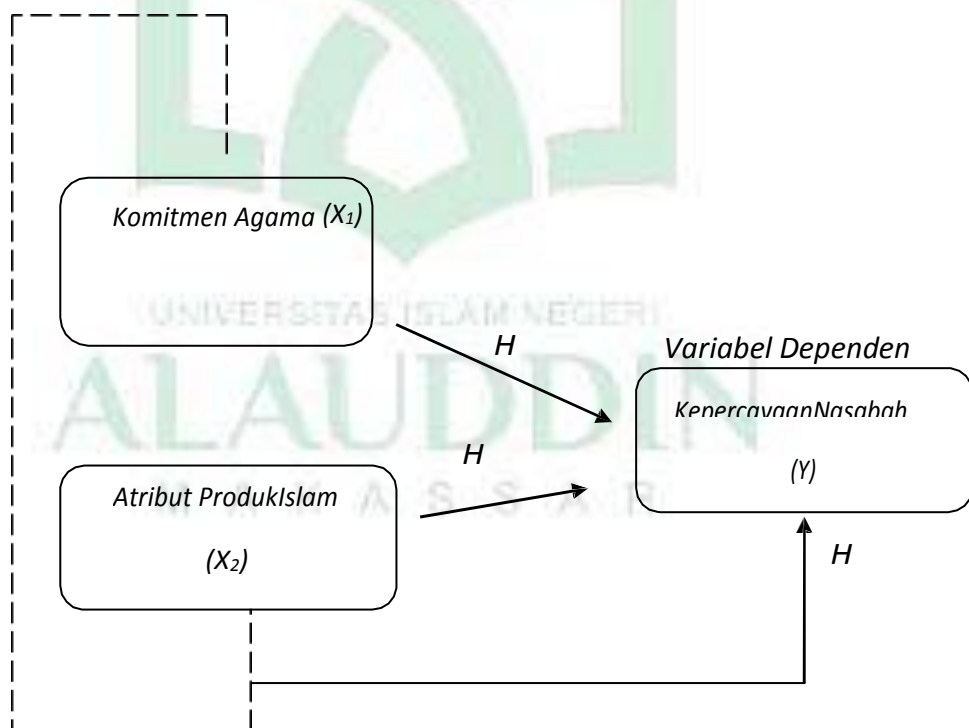 Komitmen Agama (X1)
UNIVERSITAS ISLAM NEGERI
H
Variabel Dependen
ALAUDDIN
KepercayaanNasabah
H
(Y)
Atribut ProdukIslam
M A K A S S A R
(X2)
H